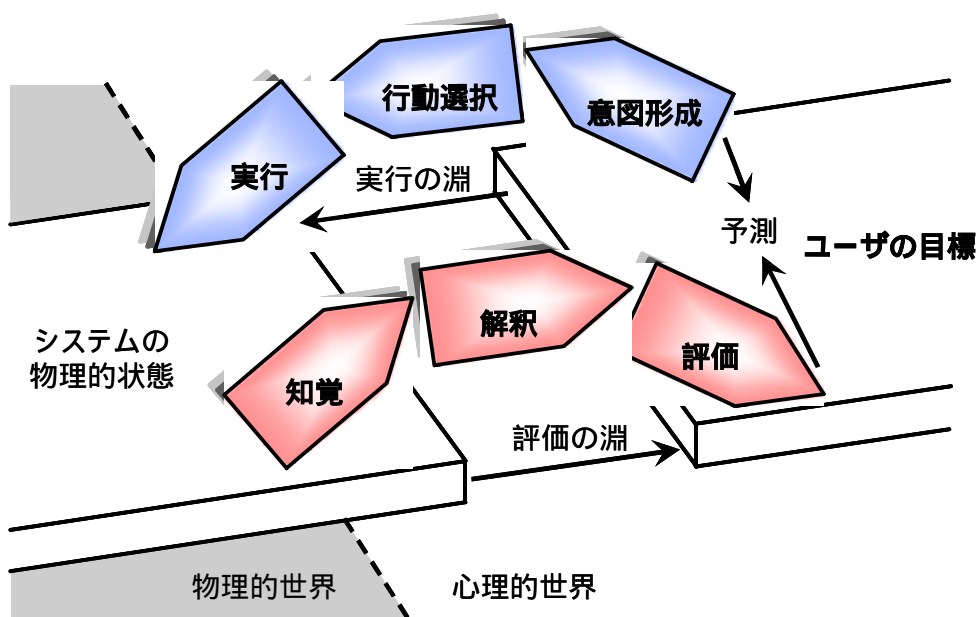 行動選択
意図形成
実行
実行の淵
予測
ユーザの目標
解釈
システムの
物理的状態
評価
知覚
評価の淵
物理的世界
心理的世界